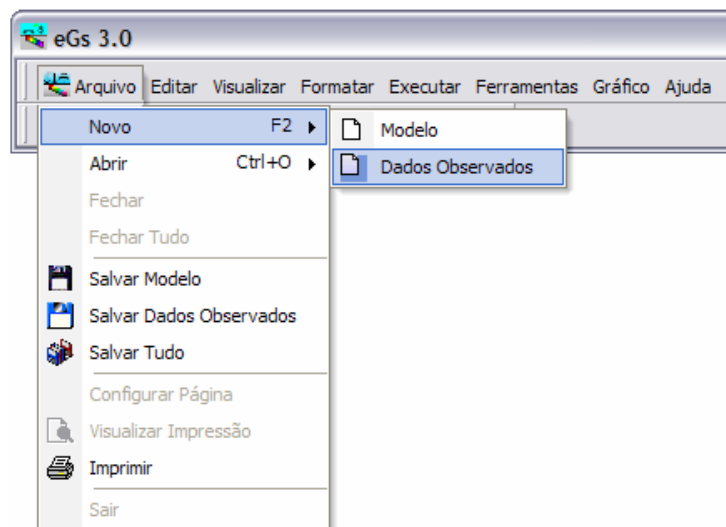 eGs 3.0
Arquivo Editar Visualizar Formatar Executar Ferramentas Gráfico Ajuda
Novo F2 Modelo
Abrir Ctrl+O Dados Observados
Fechar
Fechar Tudo
Salvar Modelo
Salvar Dados Observados
Salvar Tudo
Configurar Página
Visualizar Impressão
Imprimir
Sair